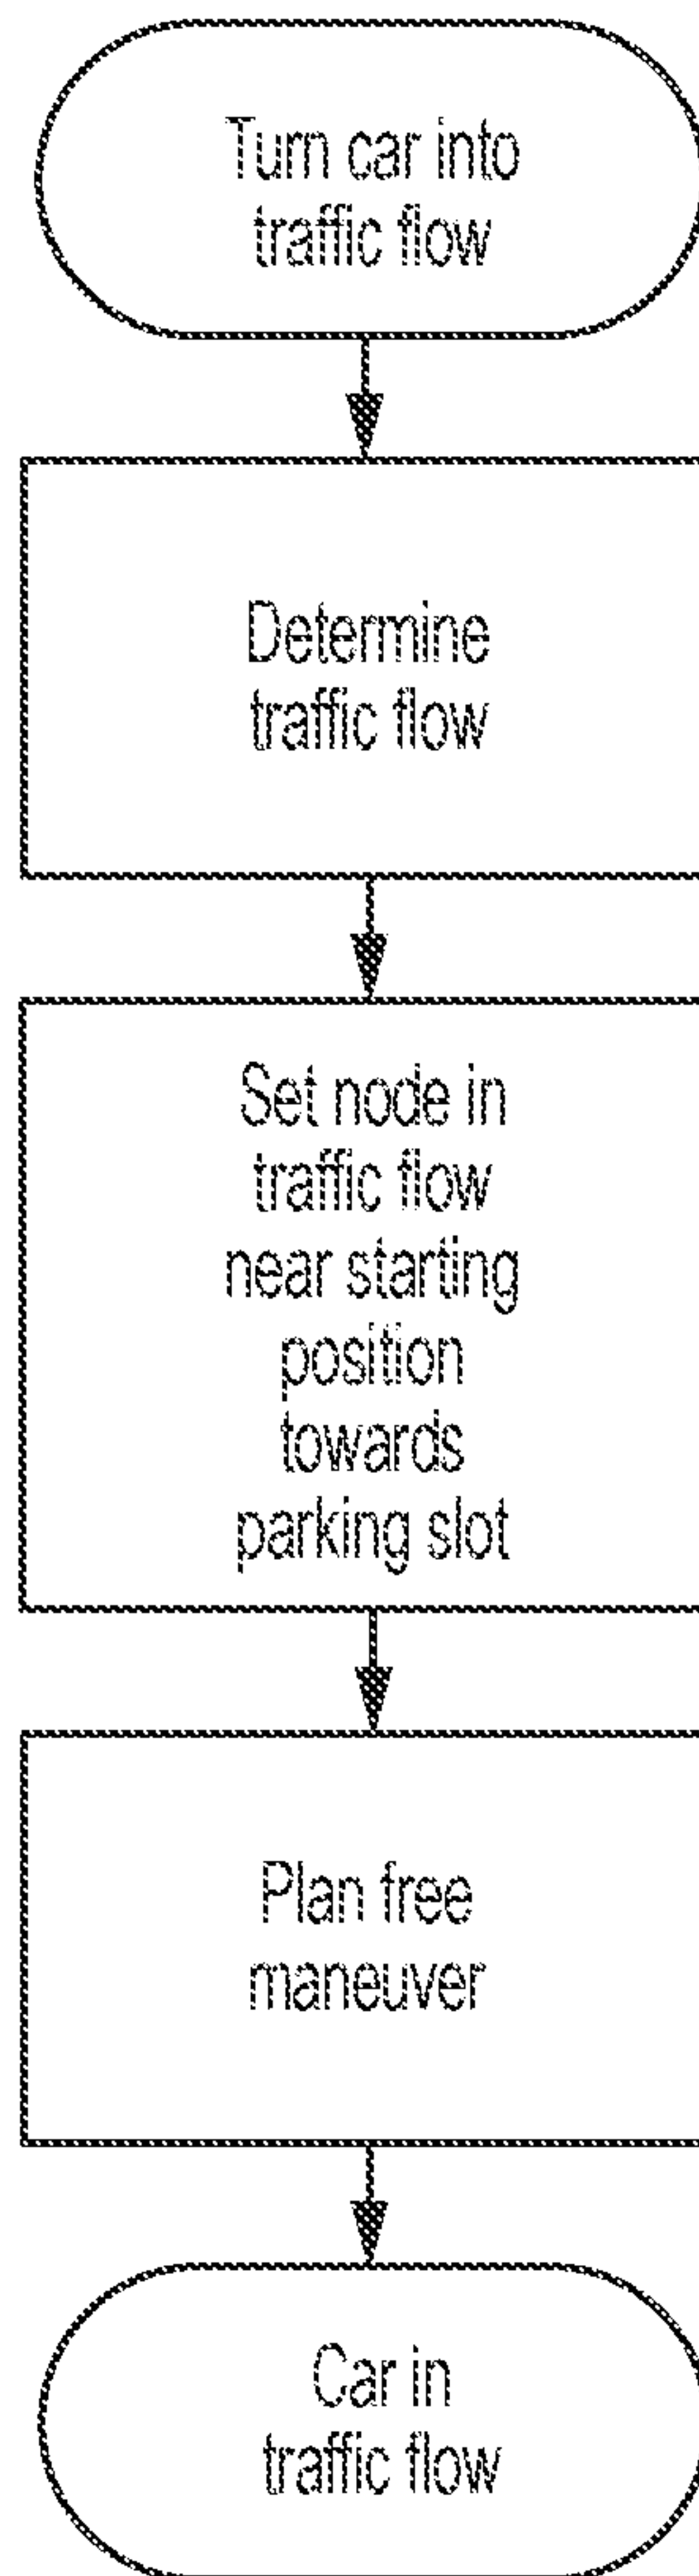 Turn car into
traffic flow
Determine
traffic flow
Set node in
traffic flow
near starting
position
towards
parking slot
Plan free
maneuver
Car in
traffic flow